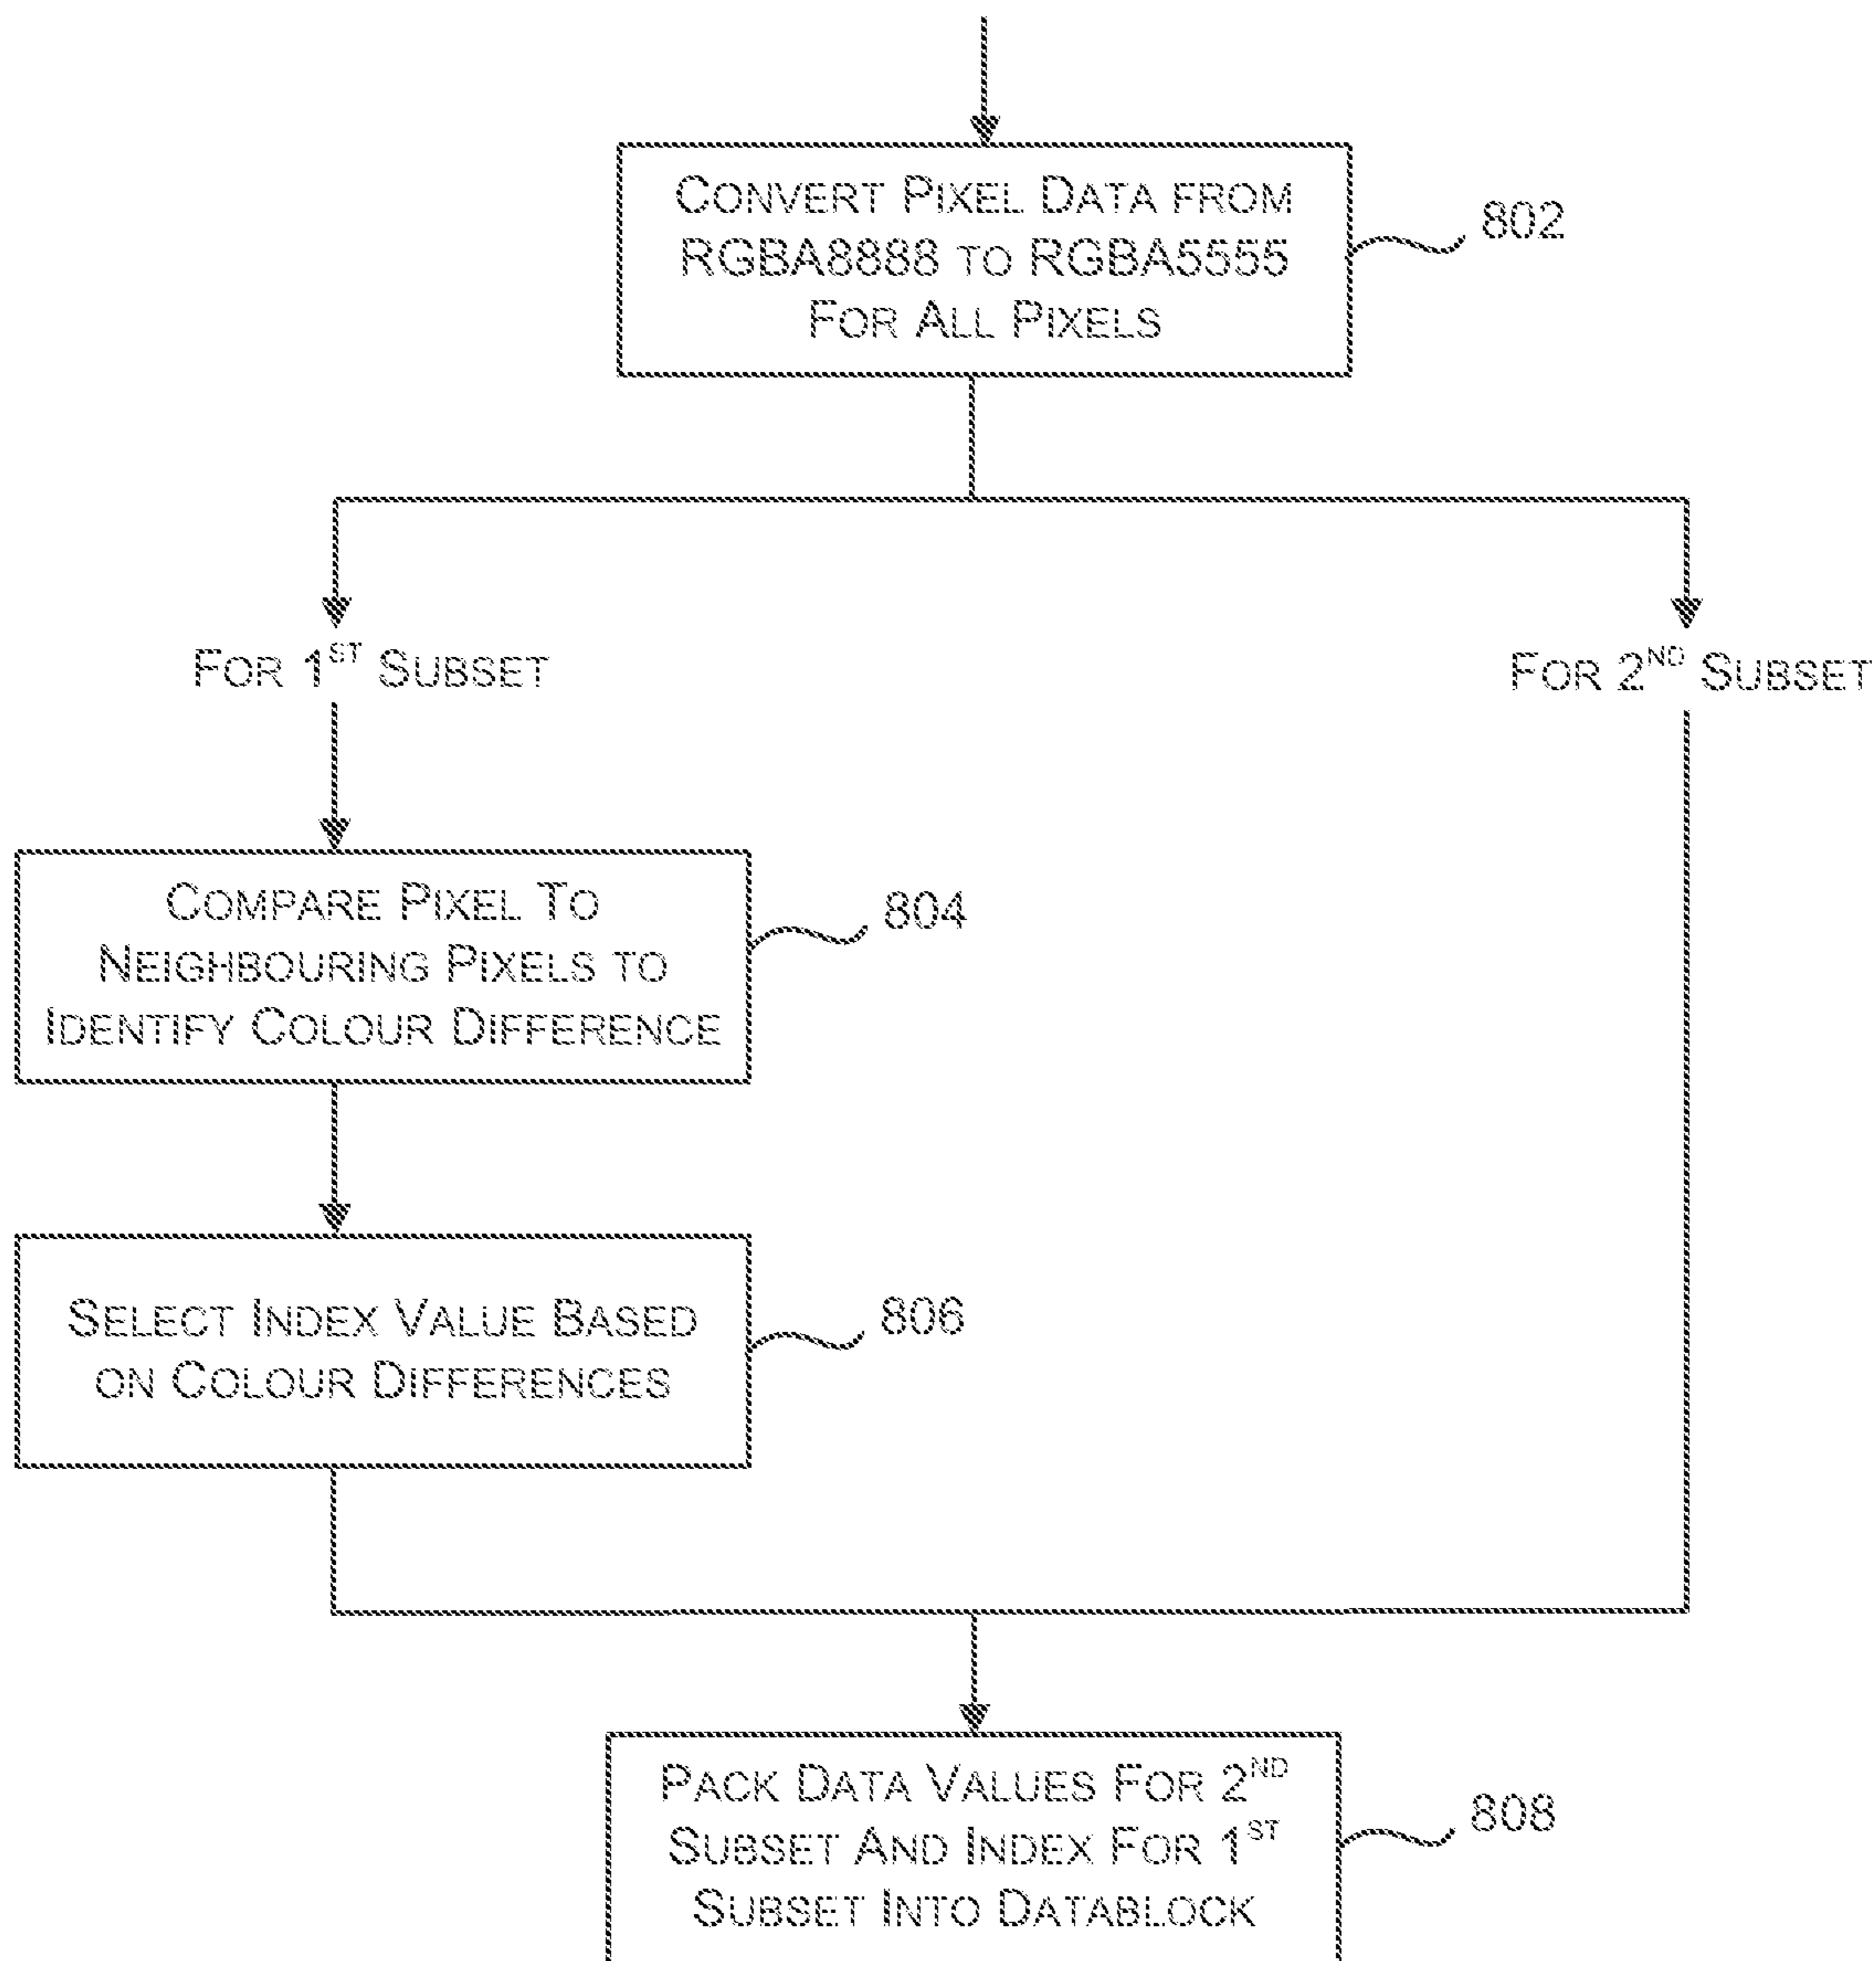 CONVERT PIXEL DATA FROM
RGBA8888 TO RGBA5555
FOR ALL PIXELS
802
FOR 1ST SUBSET
FOR 2ND SUBSET
COMPARE PIXEL TO
NEIGHBOURING PIXELS TO
IDENTIFY COLOUR DIFFERENCE
804
SELECT INDEX VALUE BASED
ON COLOUR DIFFERENCES
806
PACK DATA VALUES FOR 2ND
SUBSET AND INDEX FOR 1ST
SUBSET INTO DATABLOCK
808